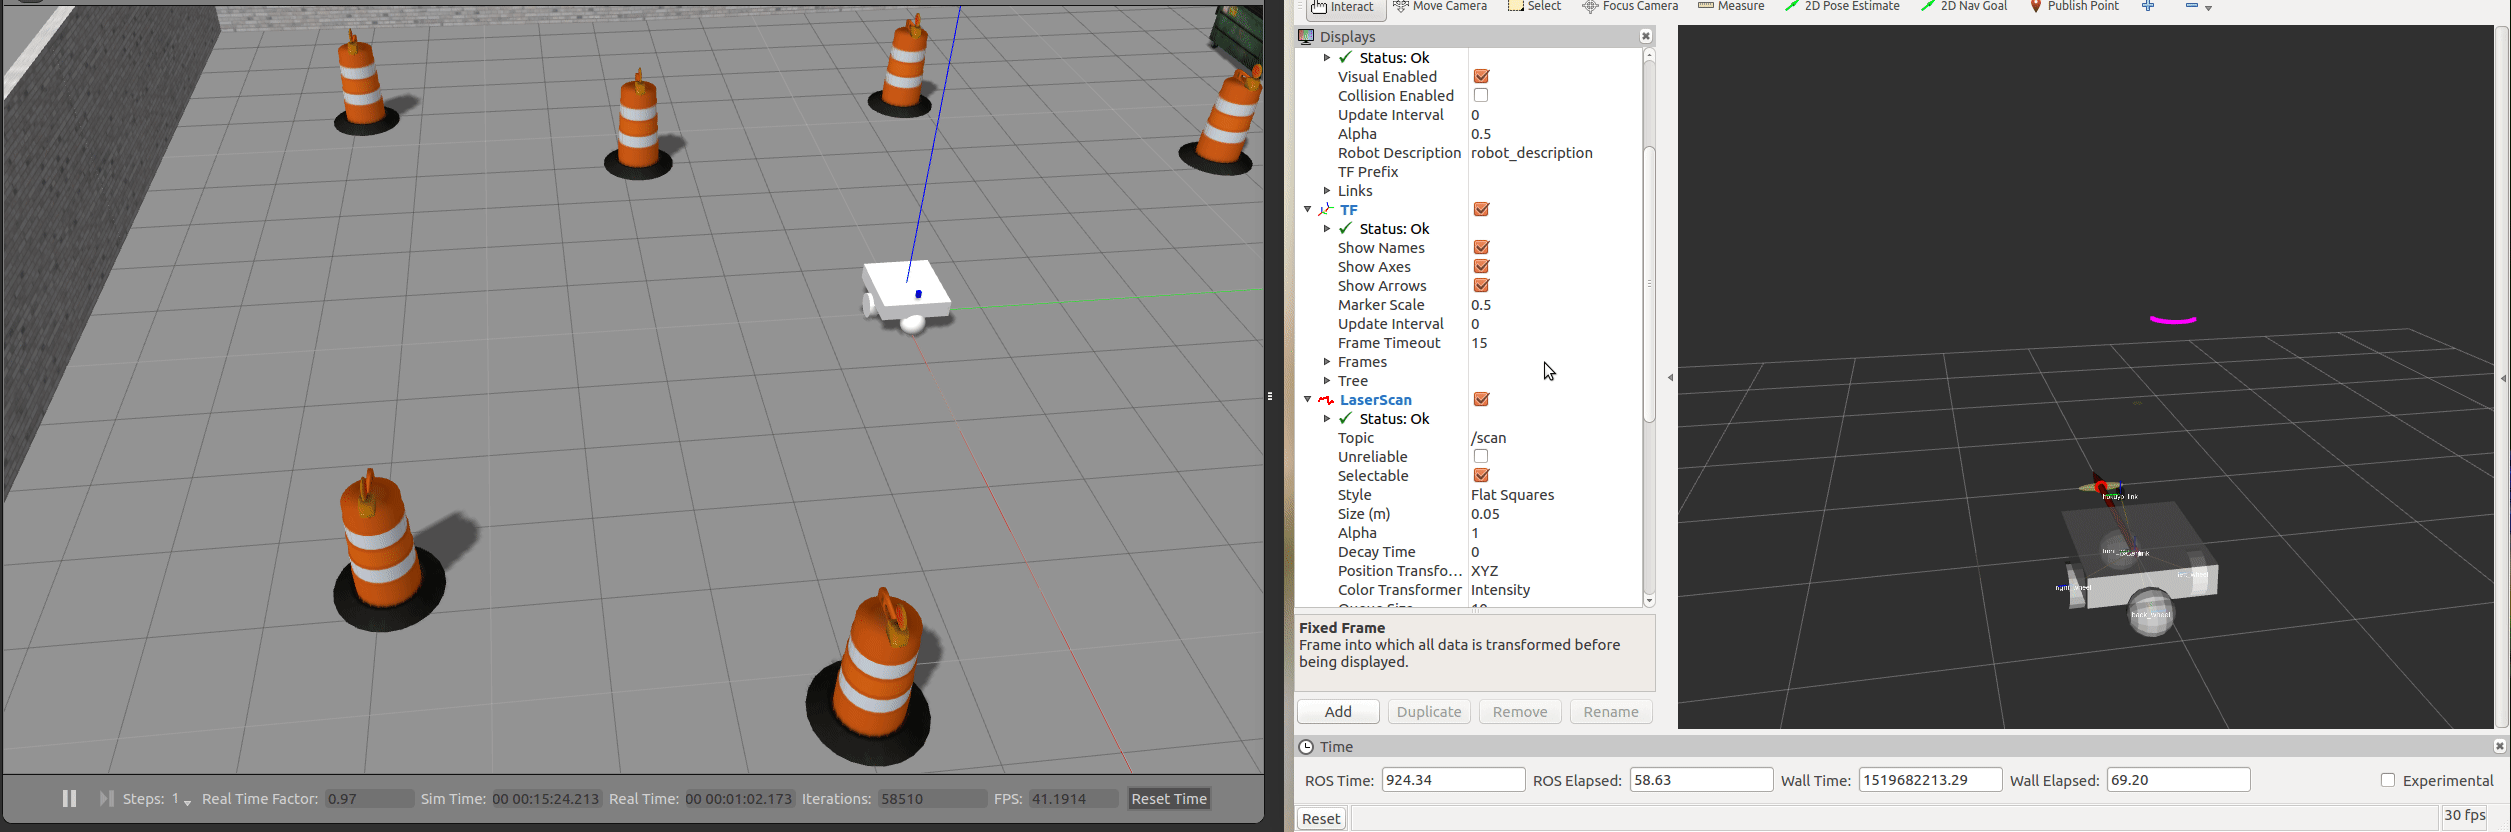 Interact Move Camera Select Focus Camera Measure 2D Pose Estimate 2D Nav Goal Publish Point
Displays
Status: Ok
Visual Enabled
Collision Enabled
Update Interval 0
Alpha 0.5
Robot Description robot_description
TF Prefix
Links
TF
Status: Ok
Show Names
Show Axes
Show Arrows
Marker Scale 0.5
Update Interval 0
Frame Timeout 15
Frames
Tree
LaserScan
Status: Ok
Topic /scan
Unreliable
Selectable
Style Flat Squares
Size (m) 0.05
Alpha 1
Decay Time 0
Position Transfo... XYZ
Color Transformer Intensity
Queue Size 10
Fixed Frame
Frame into which all data is transformed before
being displayed.
Add Duplicate Remove Rename
hokuyo_link
left_wheel
right_wheel
back_wheel
Time
ROS Time: 924.34 ROS Elapsed: 58.63 Wall Time: 1519682213.29 Wall Elapsed: 69.20 Experimental
Reset 30 fps
Steps: 1 Real Time Factor: 0.97 Sim Time: 00 00:15:24.213 Real Time: 00 00:01:02.173 Iterations: 58510 FPS: 41.1914 Reset Time